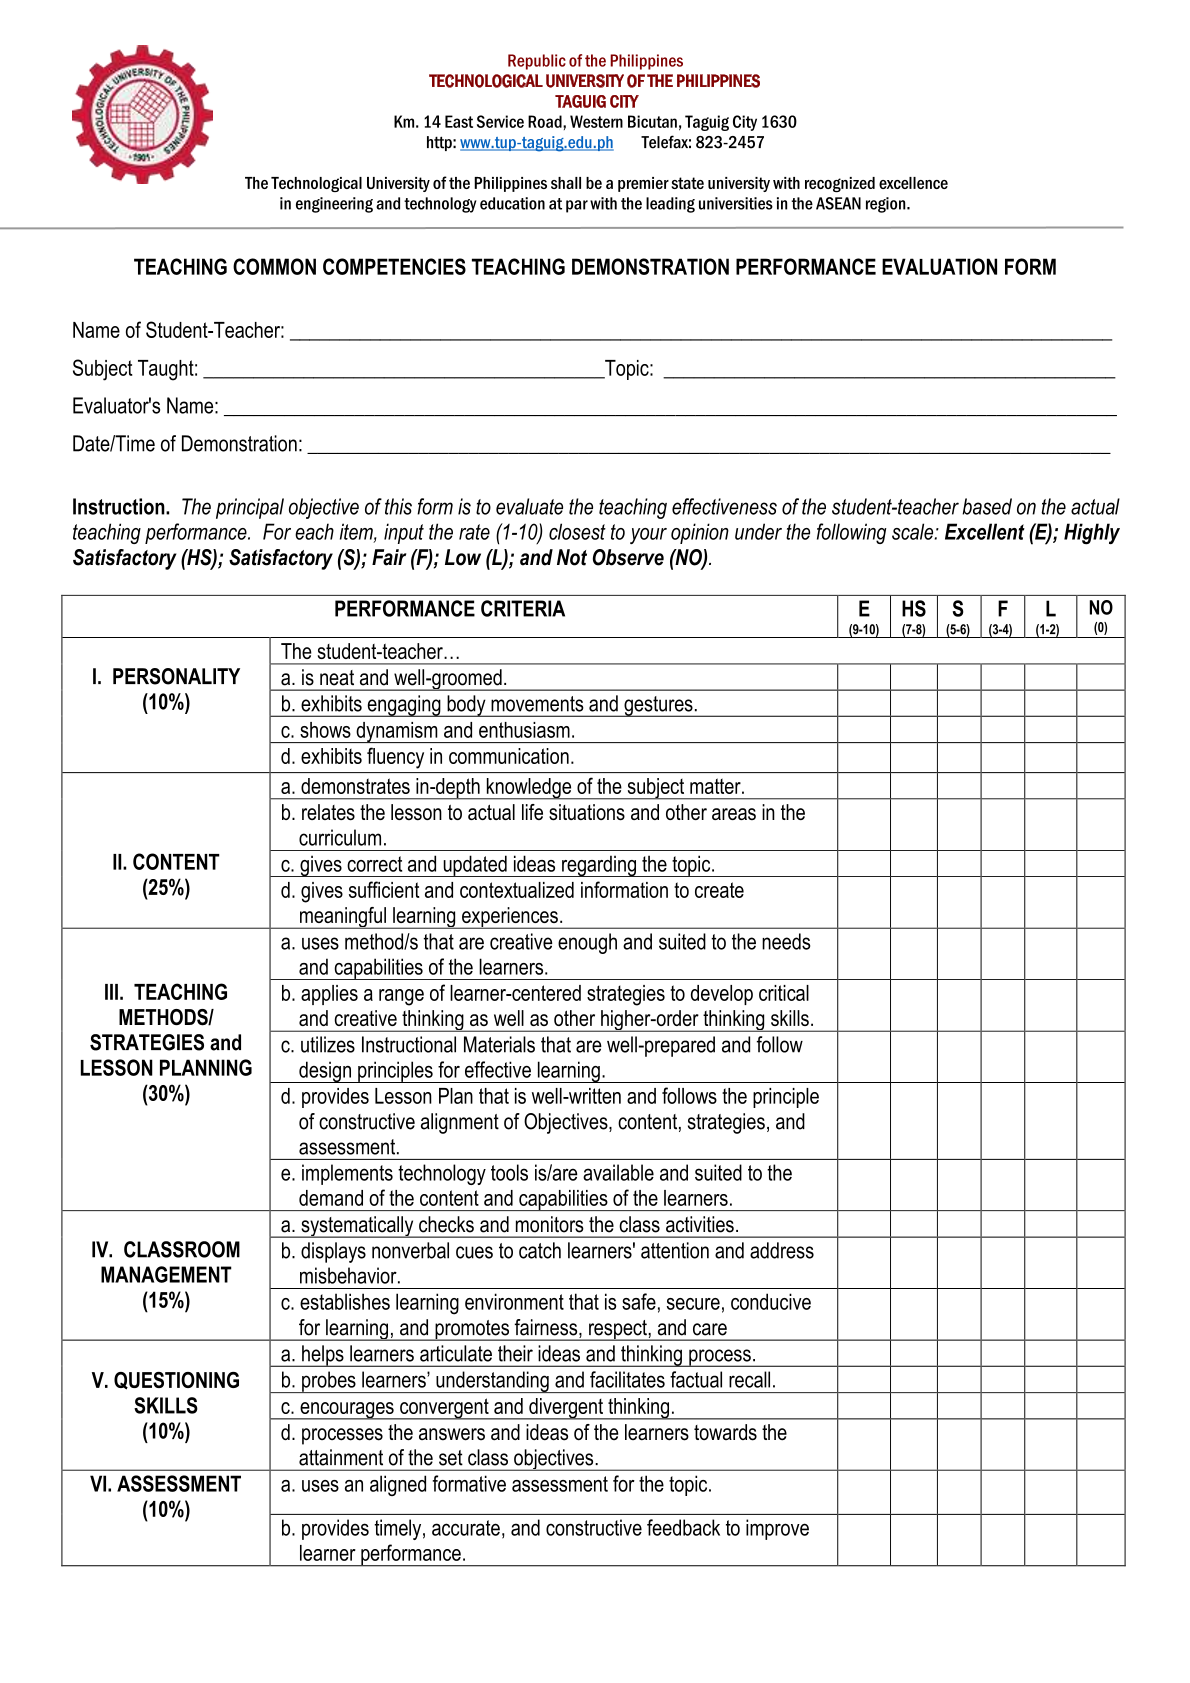 TECHNOLOGICAL UNIVERSITY OF THE PHILIPPINES
1901
Republic of the Philippines
TECHNOLOGICAL UNIVERSITY OF THE PHILIPPINES
TAGUIG CITY
Km. 14 East Service Road, Western Bicutan, Taguig City 1630
http: www.tup-taguig.edu.ph Telefax: 823-2457
The Technological University of the Philippines shall be a premier state university with recognized excellence
in engineering and technology education at par with the leading universities in the ASEAN region.
TEACHING COMMON COMPETENCIES TEACHING DEMONSTRATION PERFORMANCE EVALUATION FORM
Name of Student-Teacher:
Subject Taught: Topic:
Evaluator's Name:
Date/Time of Demonstration:
Instruction. The principal objective of this form is to evaluate the teaching effectiveness of the student-teacher based on the actual
teaching performance. For each item, input the rate (1-10) closest to your opinion under the following scale: Excellent (E); Highly
Satisfactory (HS); Satisfactory (S); Fair (F); Low (L); and Not Observe (NO).
PERFORMANCE CRITERIA E HS S F L NO
(9-10) (7-8) (5-6) (3-4) (1-2) (0)
I. PERSONALITY
(10%)
The student-teacher…
a. is neat and well-groomed.
b. exhibits engaging body movements and gestures.
c. shows dynamism and enthusiasm.
d. exhibits fluency in communication.
II. CONTENT
(25%)
a. demonstrates in-depth knowledge of the subject matter.
b. relates the lesson to actual life situations and other areas in the
curriculum.
c. gives correct and updated ideas regarding the topic.
d. gives sufficient and contextualized information to create
meaningful learning experiences.
III. TEACHING
METHODS/
STRATEGIES and
LESSON PLANNING
(30%)
a. uses method/s that are creative enough and suited to the needs
and capabilities of the learners.
b. applies a range of learner-centered strategies to develop critical
and creative thinking as well as other higher-order thinking skills.
c. utilizes Instructional Materials that are well-prepared and follow
design principles for effective learning.
d. provides Lesson Plan that is well-written and follows the principle
of constructive alignment of Objectives, content, strategies, and
assessment.
e. implements technology tools is/are available and suited to the
demand of the content and capabilities of the learners.
IV. CLASSROOM
MANAGEMENT
(15%)
a. systematically checks and monitors the class activities.
b. displays nonverbal cues to catch learners' attention and address
misbehavior.
c. establishes learning environment that is safe, secure, conducive
for learning, and promotes fairness, respect, and care
V. QUESTIONING
SKILLS
(10%)
a. helps learners articulate their ideas and thinking process.
b. probes learners’ understanding and facilitates factual recall.
c. encourages convergent and divergent thinking.
d. processes the answers and ideas of the learners towards the
attainment of the set class objectives.
VI. ASSESSMENT
(10%)
a. uses an aligned formative assessment for the topic.
b. provides timely, accurate, and constructive feedback to improve
learner performance.